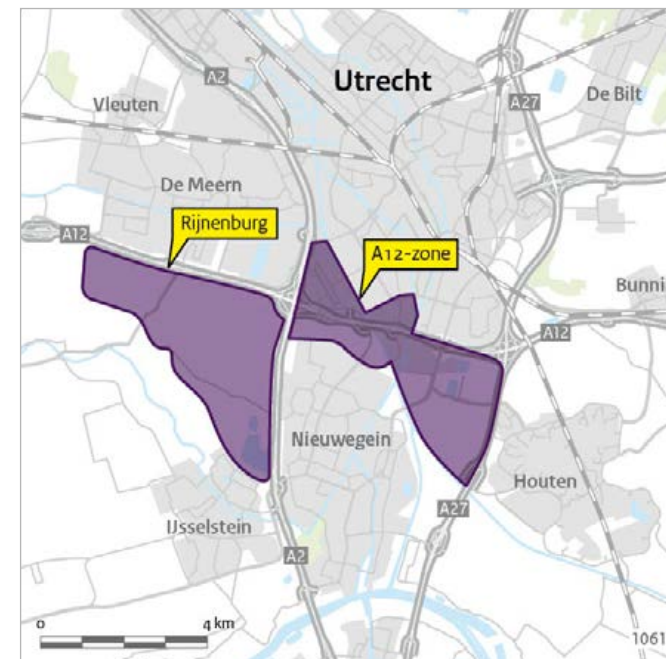 A2
Utrecht
Vleuten
A27
De Bilt
De Meern
Rijnenburg
A12
A12-zone
Bunni
A12
Nieuwegein
Houten
A27
IJsselstein
A2
0 4 km
1061